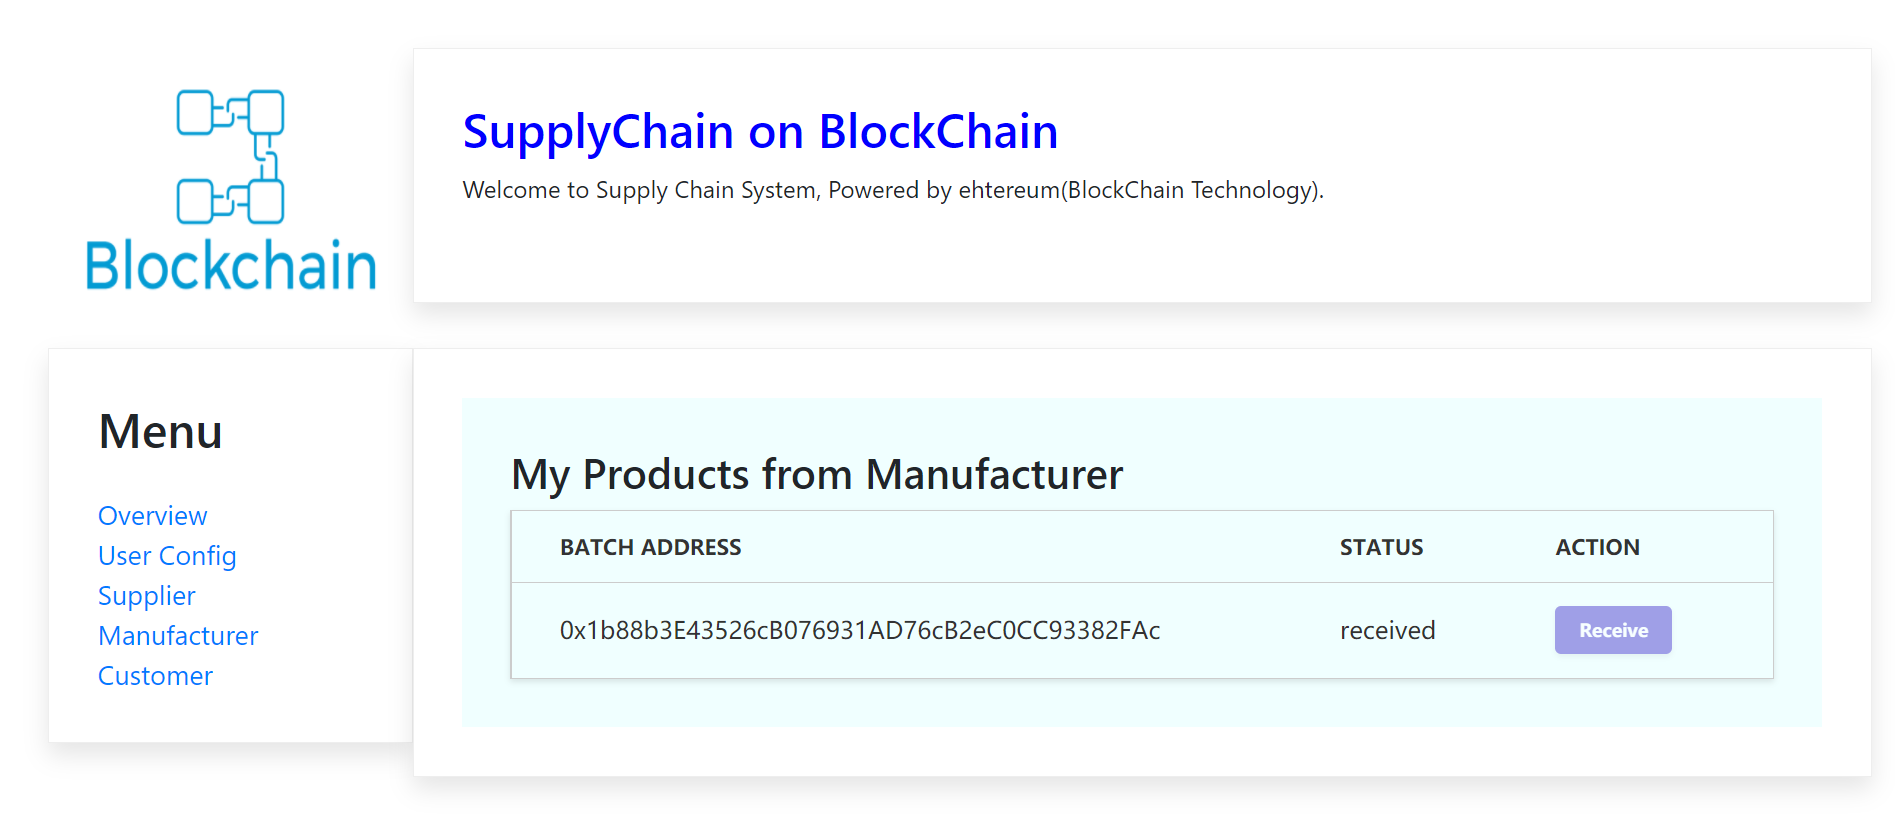 Blockchain
SupplyChain on BlockChain
Welcome to Supply Chain System, Powered by ehtereum(BlockChain Technology).
Menu
Overview
User Config
Supplier
Manufacturer
Customer
My Products from Manufacturer
BATCH ADDRESS STATUS ACTION
0x1b88b3E43526cB076931AD76cB2eC0CC93382FAc received Receive